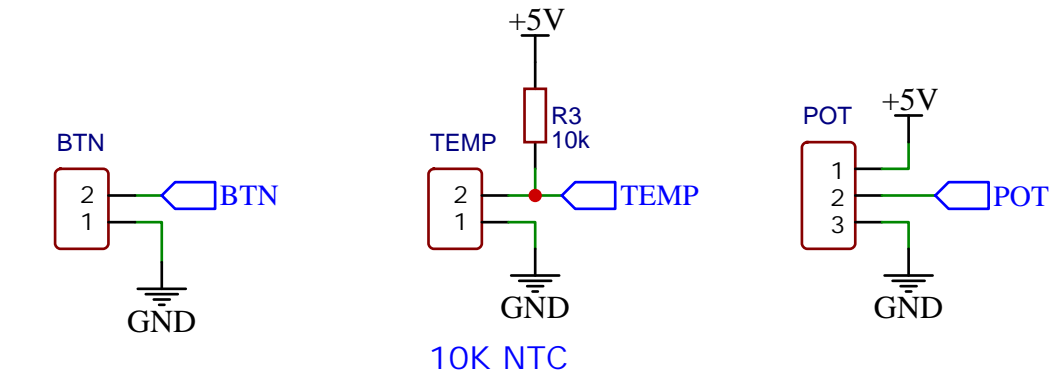 BTN
2
1
BTN
GND
+5V
R3
10k
TEMP
2
1
TEMP
GND
10K NTC
POT
+5V
1
2
3
POT
GND